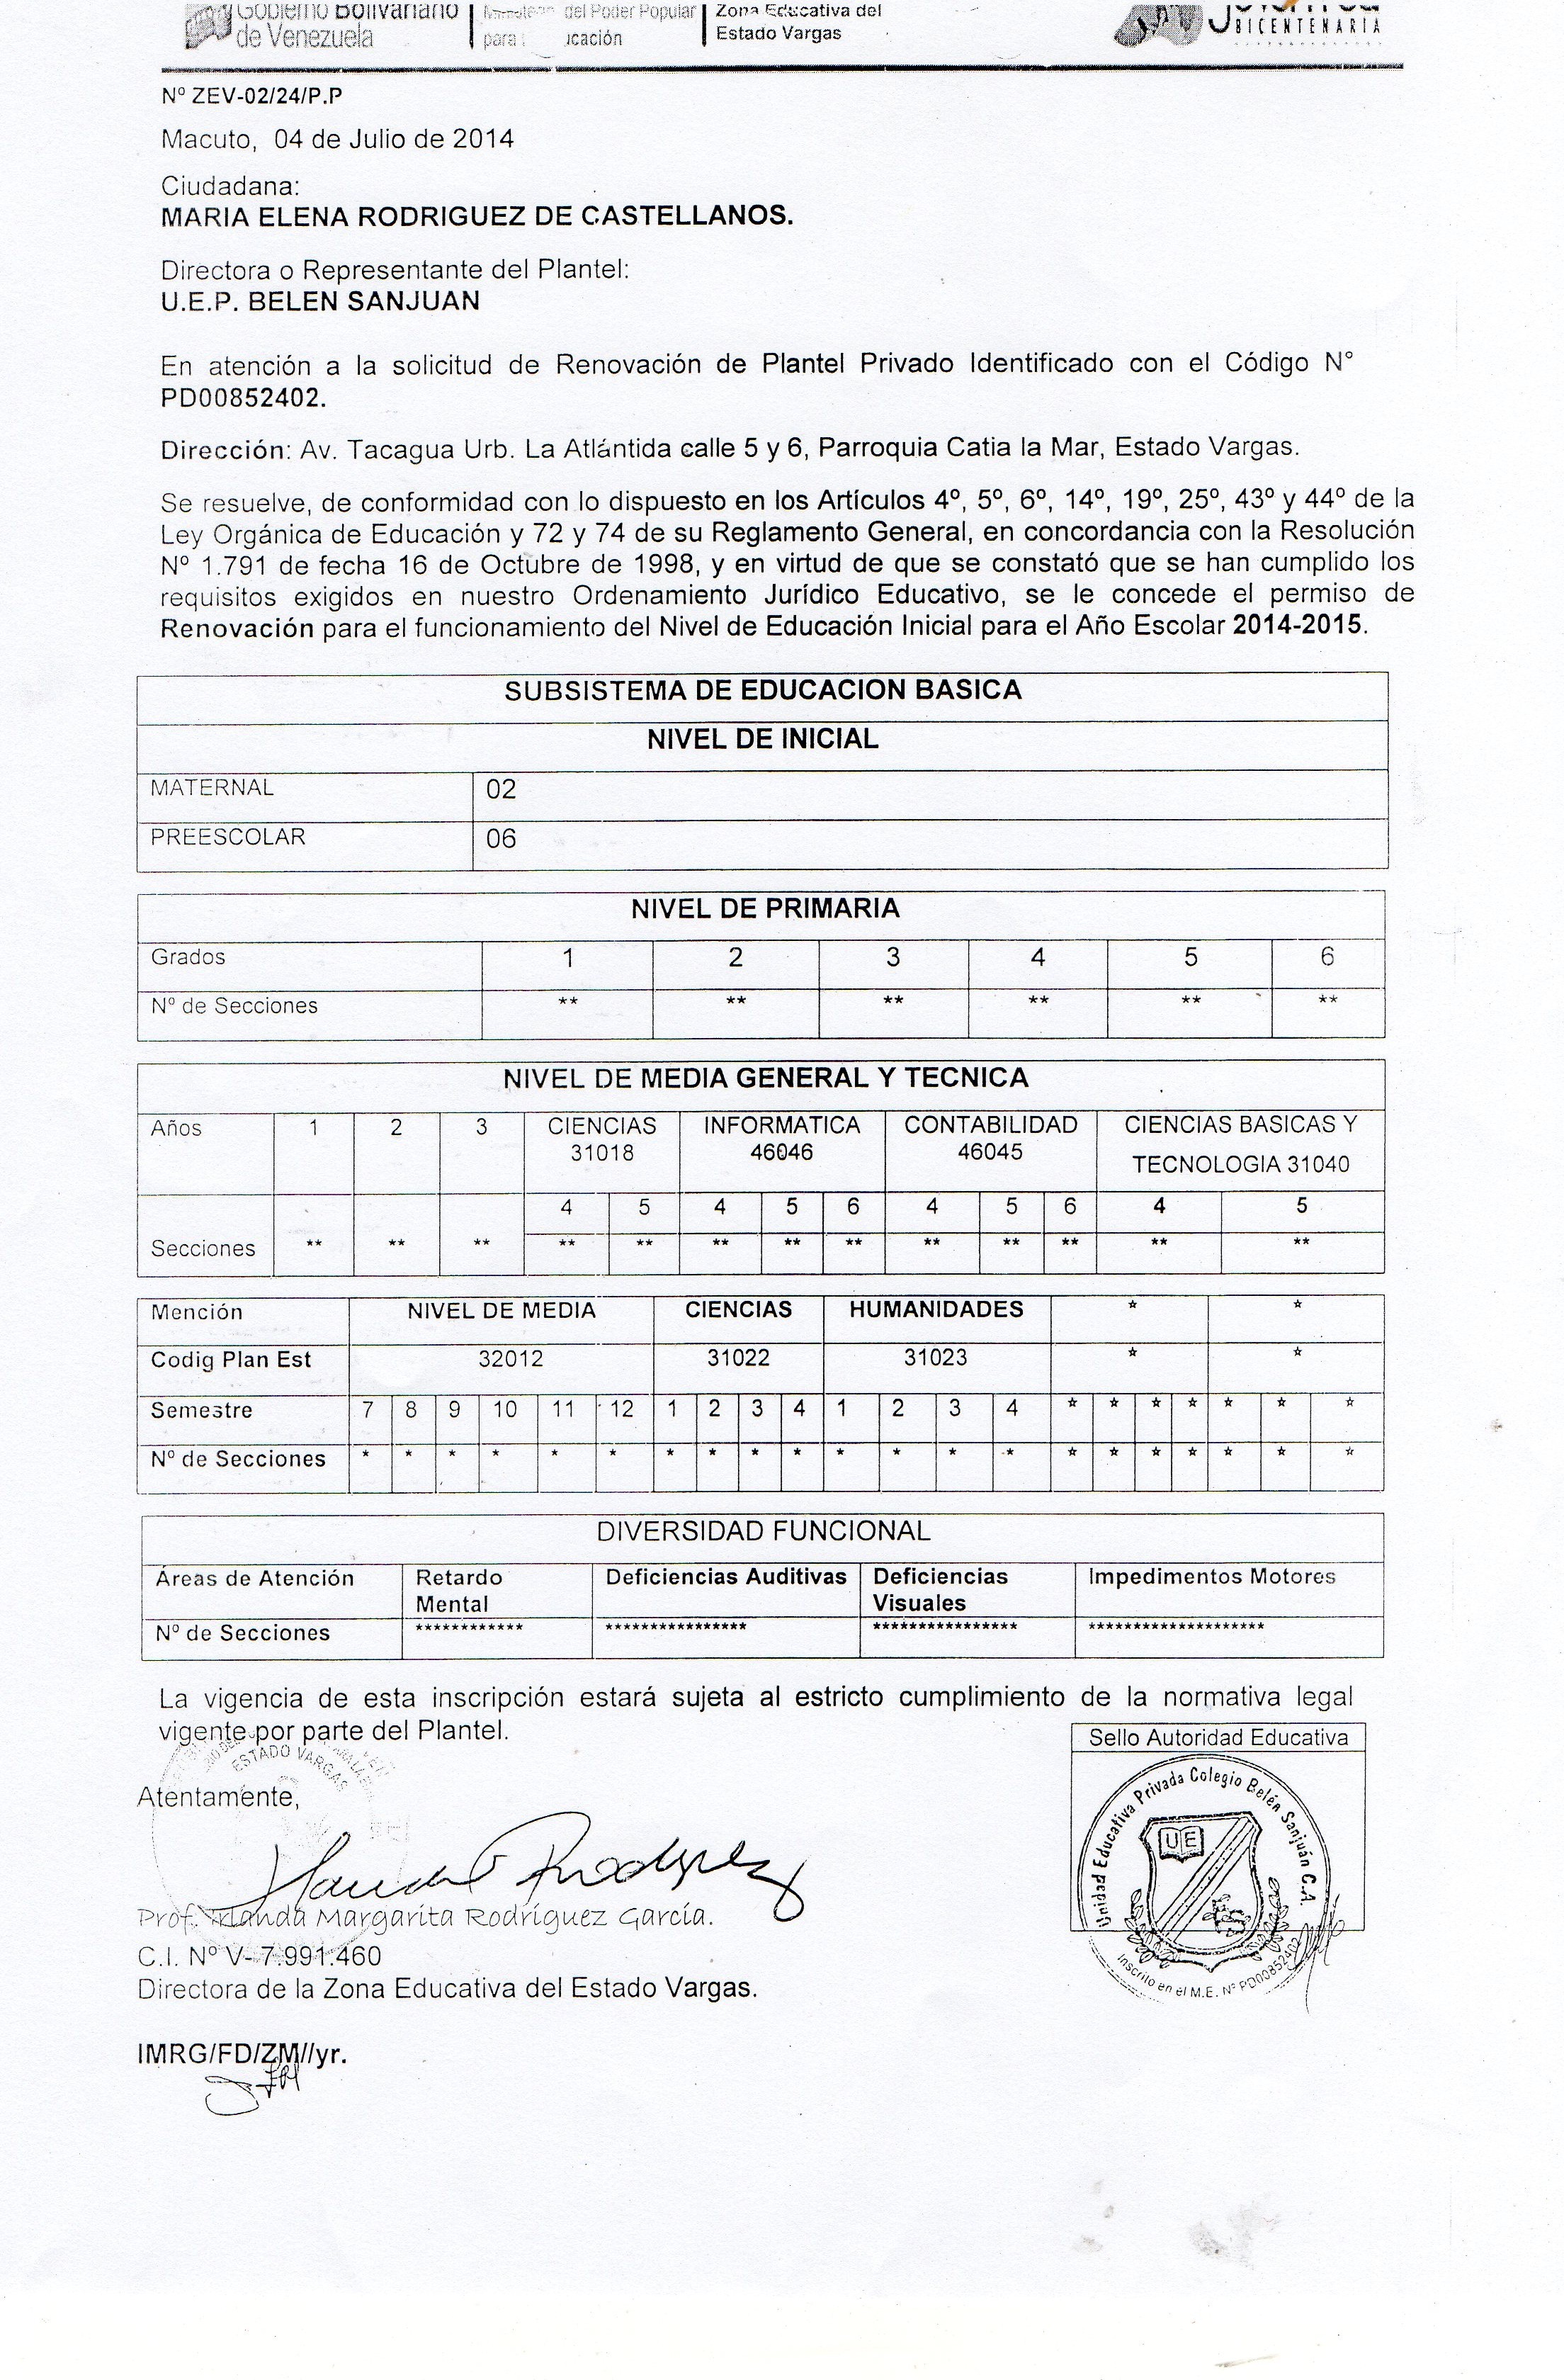 Gobierno Bolivariano
de Venezuela
del Poder Popular
para
Zona Educativa del
Estado Vargas
BICENTENARIA
Nº ZEV-02/24/P.P
Macuto, 04 de Julio de 2014
Ciudadana:
MARIA ELENA RODRIGUEZ DE CASTELLANOS.
Directora o Representante del Plantel:
U.E.P. BELEN SANJUAN
En atención a la solicitud de Renovación de Plantel Privado Identificado con el Código N°
PD00852402.
Dirección: Av. Tacagua Urb. La Atlántida calle 5 y 6, Parroquia Catia la Mar, Estado Vargas.
Se resuelve, de conformidad con lo dispuesto en los Artículos 4º, 5º, 6º, 14º, 19º, 25º, 43º y 44º de la
Ley Orgánica de Educación y 72 y 74 de su Reglamento General, en concordancia con la Resolución
Nº 1.791 de fecha 16 de Octubre de 1998, y en virtud de que se constató que se han cumplido los
requisitos exigidos en nuestro Ordenamiento Jurídico Educativo, se le concede el permiso de
Renovación para el funcionamiento del Nivel de Educación Inicial para el Año Escolar 2014-2015.
SUBSISTEMA DE EDUCACION BASICA
NIVEL DE INICIAL
MATERNAL 02
PREESCOLAR 06
NIVEL DE PRIMARIA
Grados 1 2 3 4 5 6
Nº de Secciones ** ** ** ** ** **
NIVEL DE MEDIA GENERAL Y TECNICA
Años 1 2 3 CIENCIAS INFORMATICA CONTABILIDAD CIENCIAS BASICAS Y
31018 46046 46045 TECNOLOGIA 31040
4 5 4 5 6 4 5 6 4 5
Secciones ** ** ** ** ** ** ** ** ** ** ** ** **
Mención NIVEL DE MEDIA CIENCIAS HUMANIDADES * *
Codig Plan Est 32012 31022 31023 * *
Semestre 7 8 9 10 11 12 1 2 3 4 1 2 3 4 * * * * * * *
Nº de Secciones * * * * * * * * * * * * * * * * * * * * *
DIVERSIDAD FUNCIONAL
Áreas de Atención Retardo Deficiencias Auditivas Deficiencias Impedimentos Motores
Mental Visuales
Nº de Secciones ************ **************** **************** ********************
La vigencia de esta inscripción estará sujeta al estricto cumplimiento de la normativa legal
vigente por parte del Plantel.
Sello Autoridad Educativa
ESTADO VARGAS
Unidad Educativa Privada Colegio Belén Sanjuán C.A.
UE
Inscrito en el M.E. Nº PD00852402
Atentamente,
Prof. Irlanda Margarita Rodríguez García.
C.I. Nº V- 7.991.460
Directora de la Zona Educativa del Estado Vargas.
IMRG/FD/ZM//yr.